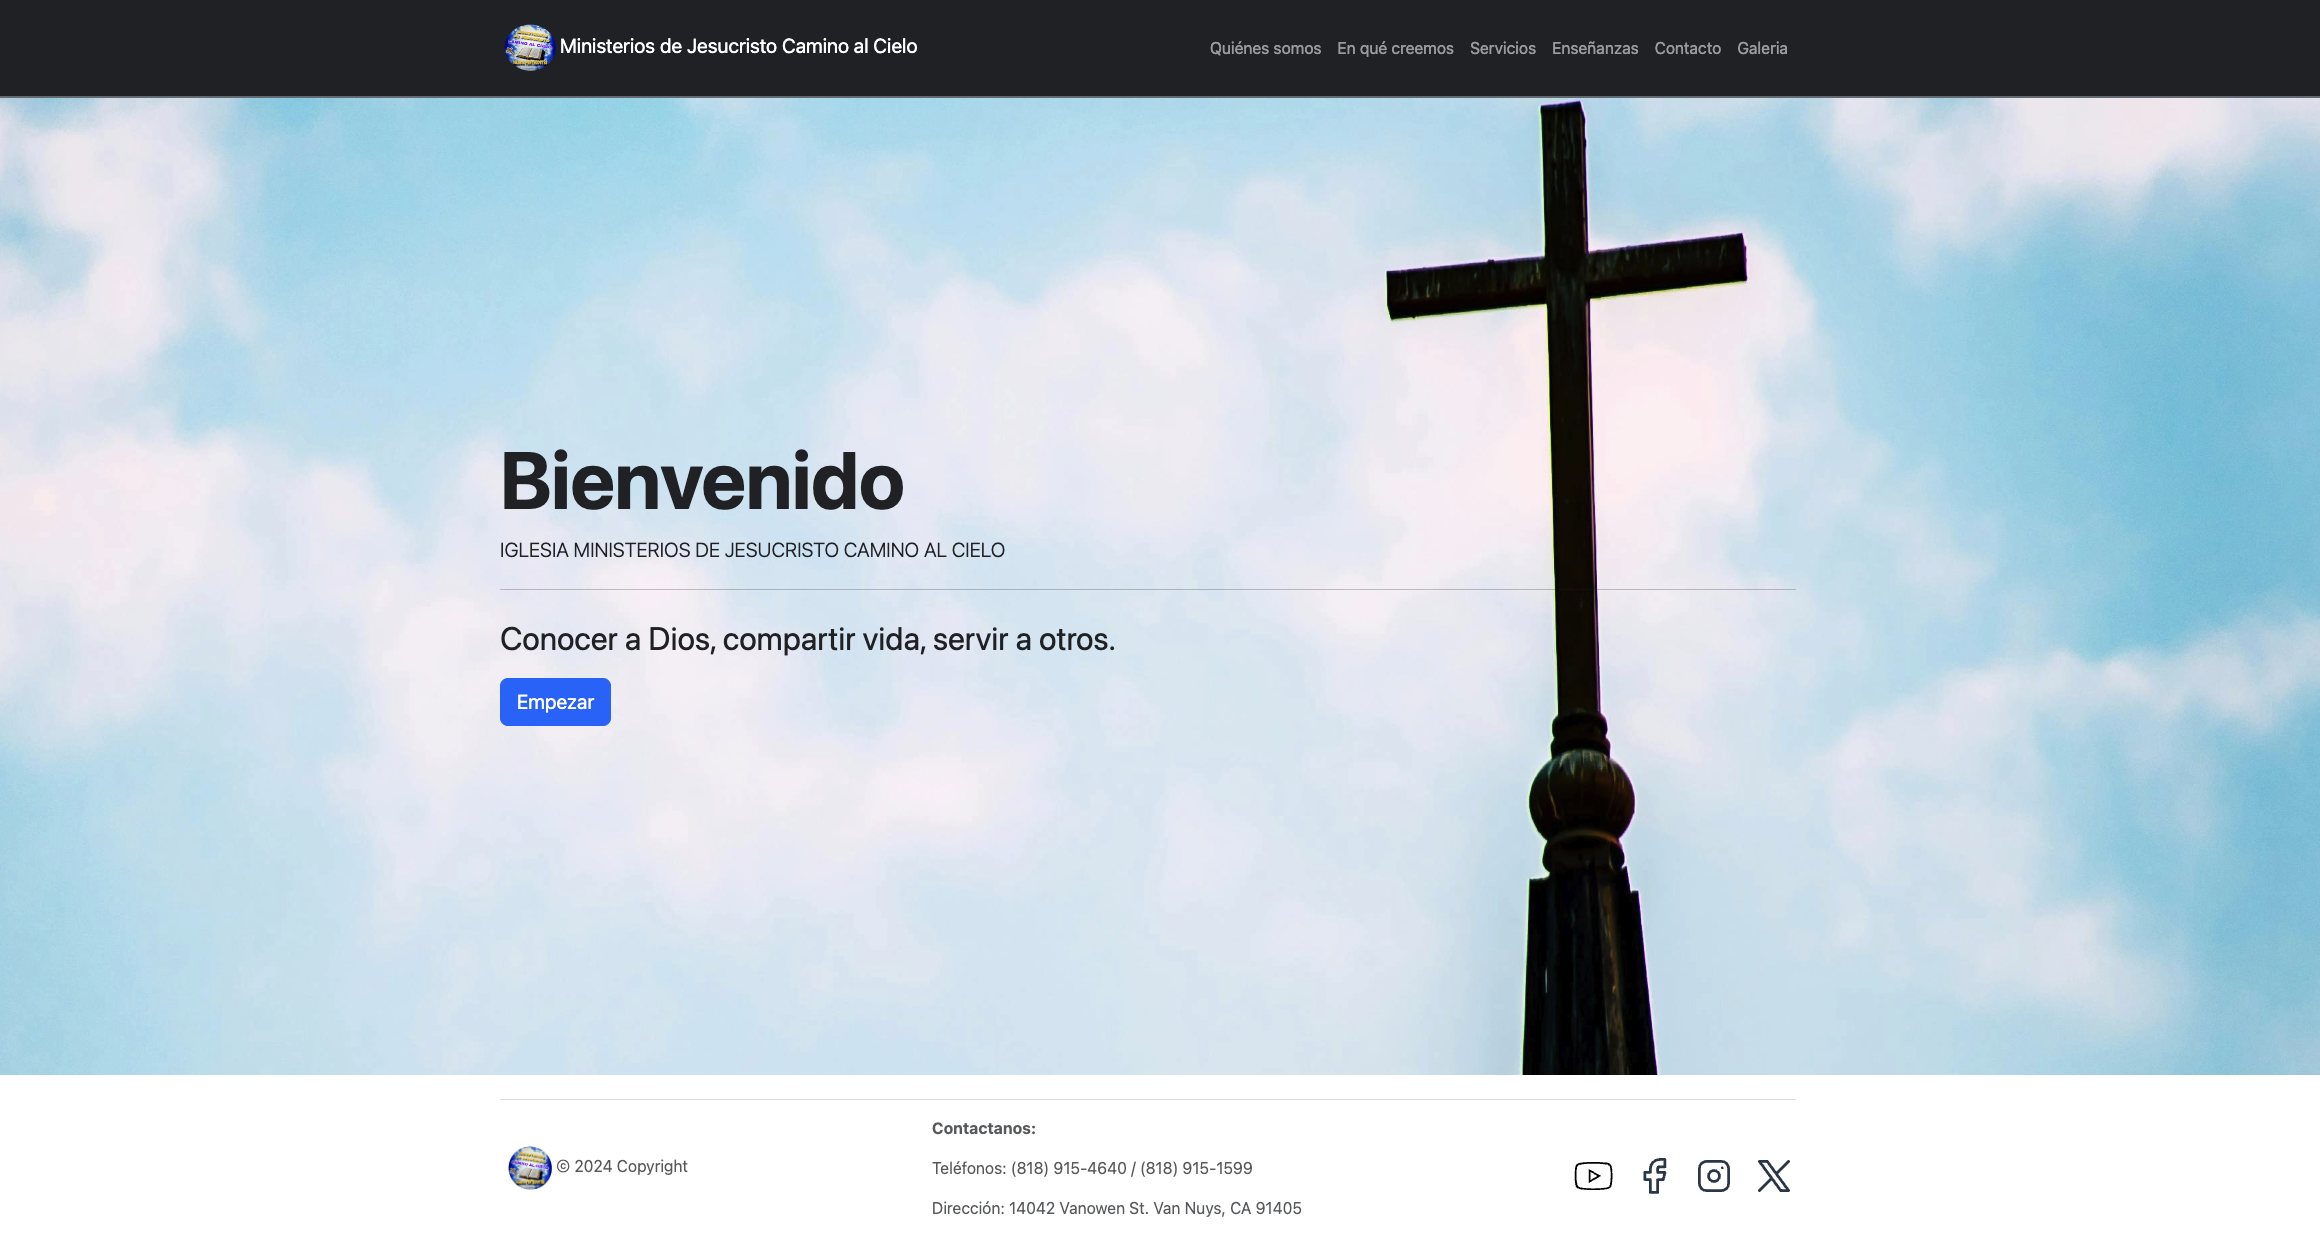 Ministerios de Jesucristo Camino al Cielo
Quiénes somos En qué creemos Servicios Enseñanzas Contacto Galeria
Bienvenido
IGLESIA MINISTERIOS DE JESUCRISTO CAMINO AL CIELO
Conocer a Dios, compartir vida, servir a otros.
Empezar
© 2024 Copyright
Contactanos:
Teléfonos: (818) 915-4640 / (818) 915-1599
Dirección: 14042 Vanowen St. Van Nuys, CA 91405